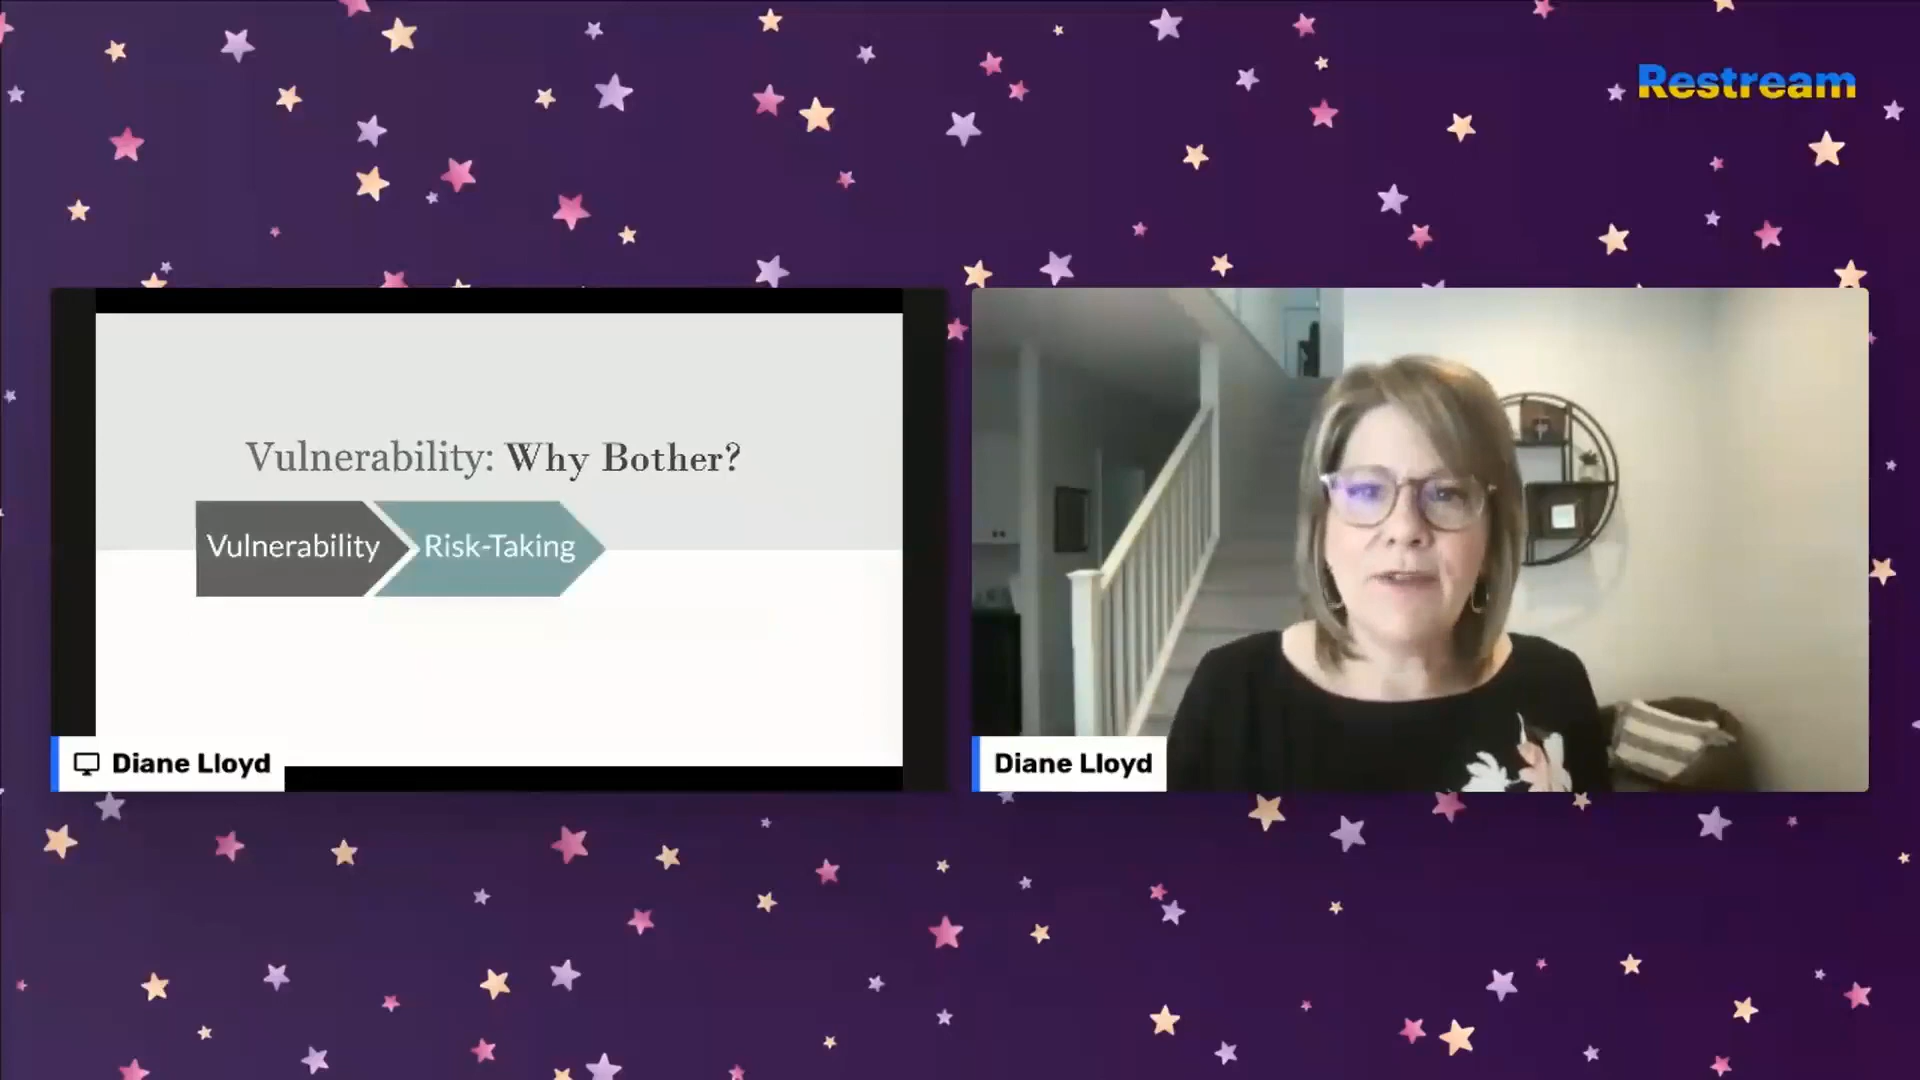 Restream
Vulnerability: Why Bother?
Vulnerability
Risk-Taking
Diane Lloyd
Diane Lloyd